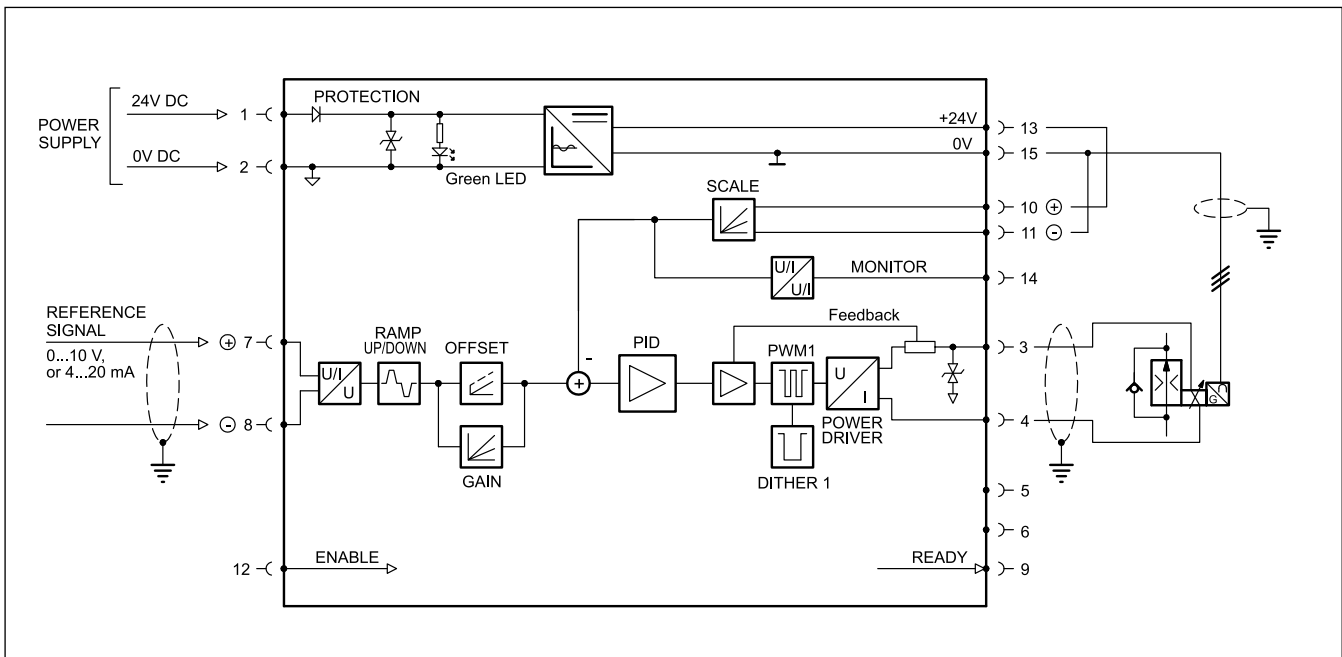 POWER
SUPPLY
24V DC
1
0V DC
2
PROTECTION
Green LED
+24V
13
0V
15
SCALE
10 +
11 -
U/I
U/I
MONITOR
14
REFERENCE
SIGNAL
0...10 V,
or 4...20 mA
+ 7
- 8
U/I
U
RAMP
UP/DOWN
OFFSET
GAIN
-
+
PID
Feedback
PWM1
U
I
POWER
DRIVER
DITHER 1
3
4
G
5
6
12
ENABLE
READY
9